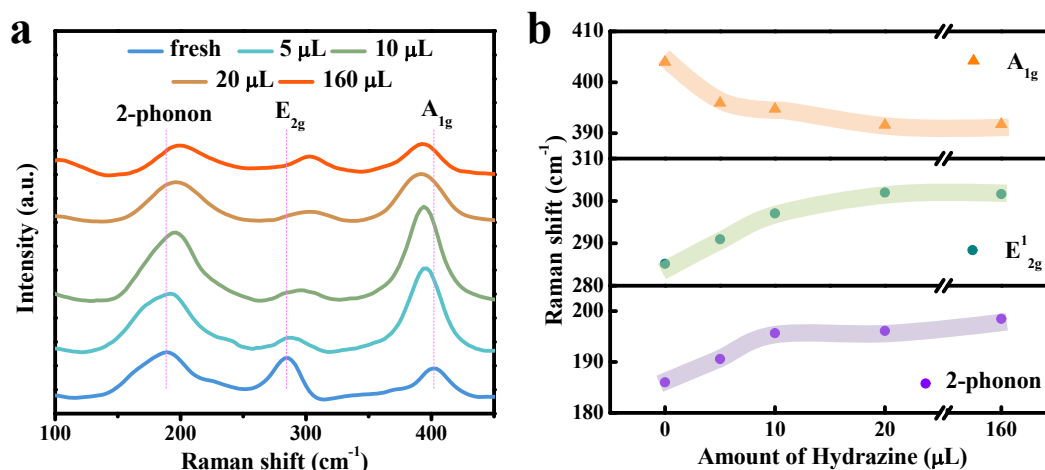 a
fresh 5 μL 10 μL
20 μL 160 μL
2-phonon E2g A1g
Intensity (a.u.)
100 200 300 400
Raman shift (cm-1)
b
410
400
390
A1g
310
300
290
280
E12g
200
190
180
2-phonon
Raman shift (cm-1)
0 10 20 160
Amount of Hydrazine (μL)